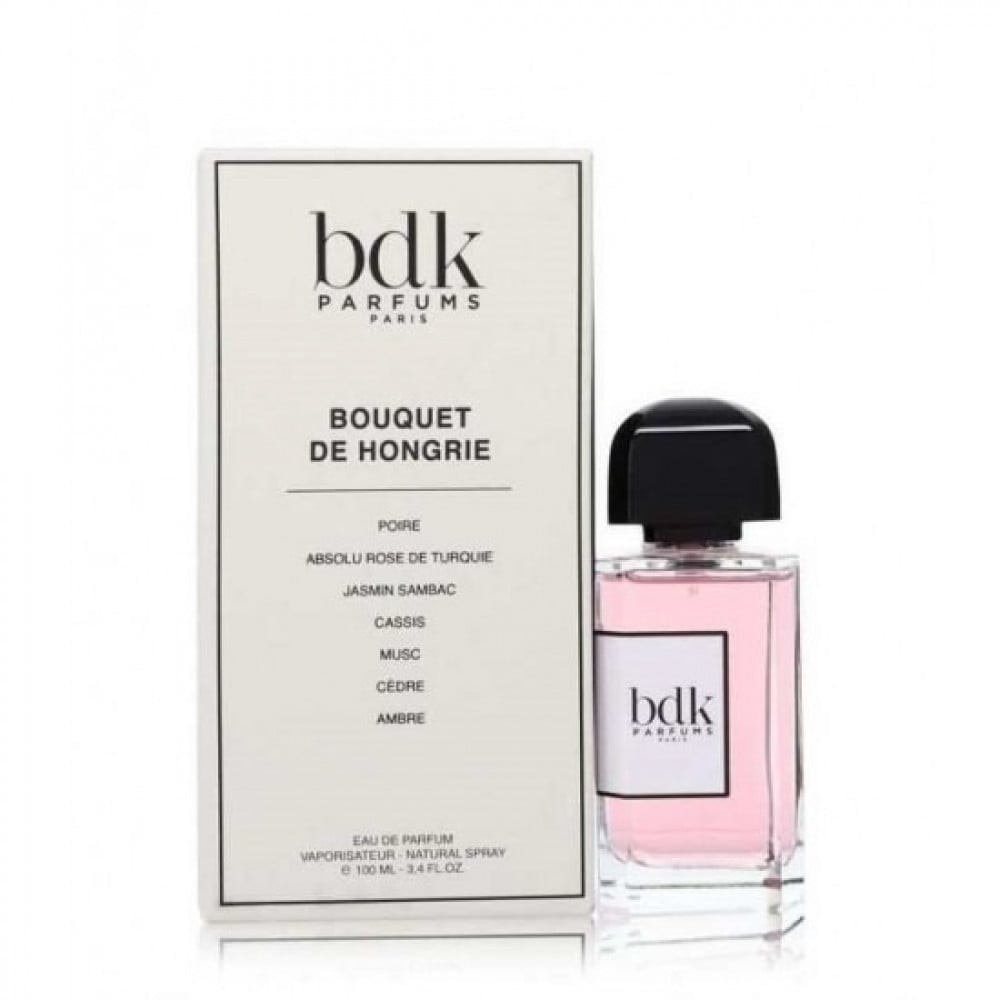 bdk
PARFUMS
PARIS
BOUQUET
DE HONGRIE
POIRE
ABSOLU ROSE DE TURQUIE
JASMIN SAMBAC
CASSIS
MUSC
CÈDRE
AMBRE
EAU DE PARFUM
VAPORISATEUR - NATURAL SPRAY
℮ 100 ML - 3,4 FL.OZ.
bdk
PARFUMS
PARIS